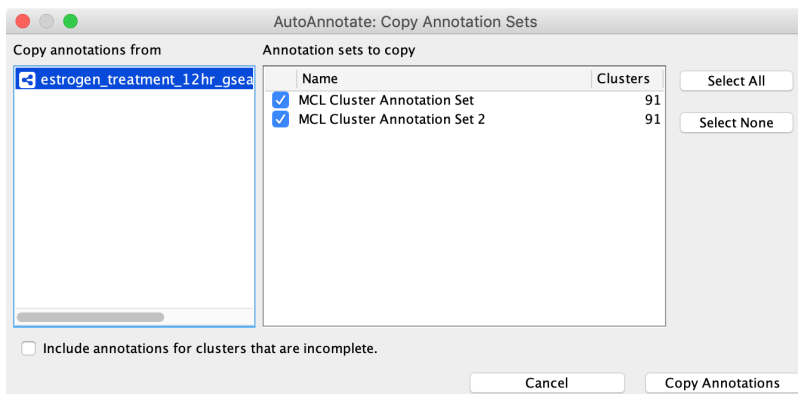 AutoAnnotate: Copy Annotation Sets
Copy annotations from
Annotation sets to copy
estrogen_treatment_12hr_gsea
Name Clusters
MCL Cluster Annotation Set 91
MCL Cluster Annotation Set 2 91
Select All
Select None
Include annotations for clusters that are incomplete.
Cancel Copy Annotations